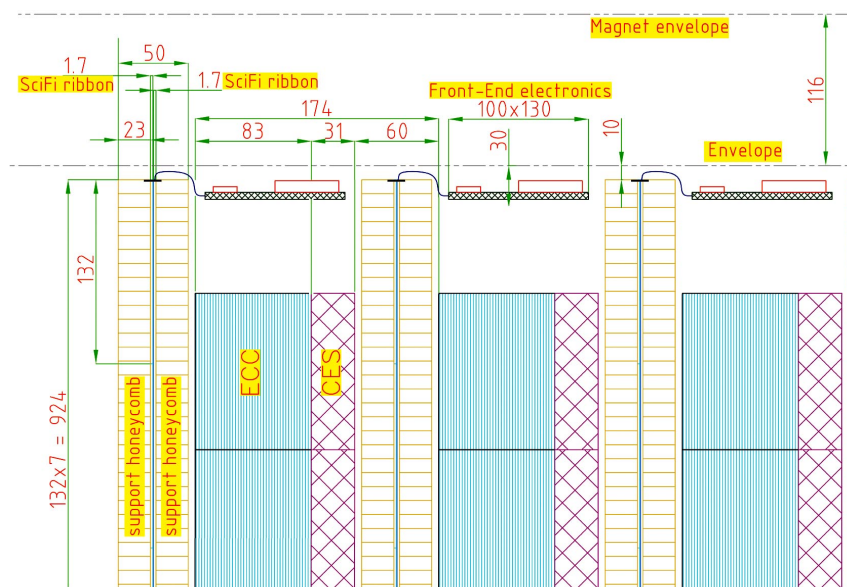 Magnet envelope
50
1.7
SciFi ribbon
1.7 SciFi ribbon
116
Front-End electronics
100x130
174
23
83
31
60
30
10
Envelope
132
ECC
CES
support honeycomb
support honeycomb
132x7 = 924